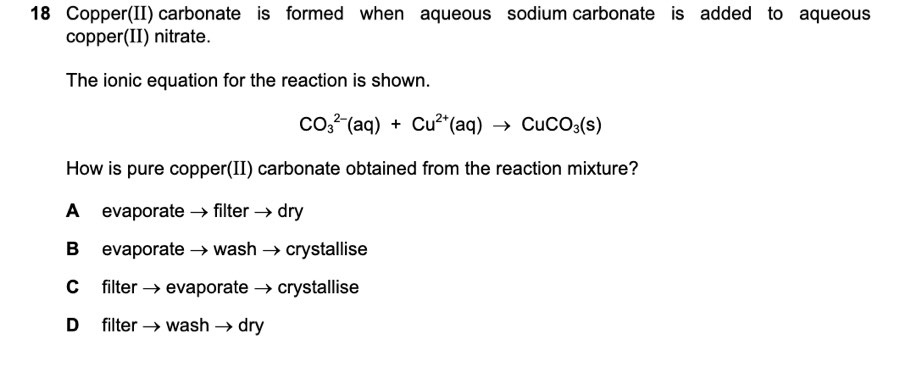 18 Copper(II) carbonate is formed when aqueous sodium carbonate is added to aqueous
copper(II) nitrate.
The ionic equation for the reaction is shown.
CO₃²⁻(aq) + Cu²⁺(aq) → CuCO₃(s)
How is pure copper(II) carbonate obtained from the reaction mixture?
A evaporate → filter → dry
B evaporate → wash → crystallise
C filter → evaporate → crystallise
D filter → wash → dry